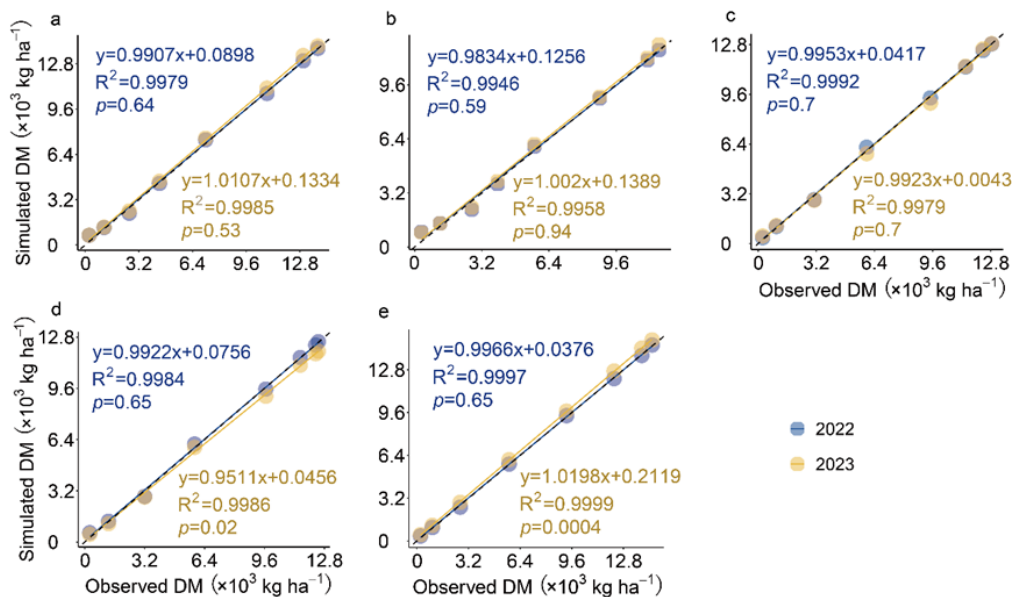 a
Simulated DM (×10³ kg ha⁻¹)
12.8
9.6
6.4
3.2
0
y=0.9907x+0.0898
R²=0.9979
p=0.64
y=1.0107x+0.1334
R²=0.9985
p=0.53
0 3.2 6.4 9.6 12.8
b
9.6
6.4
3.2
0
y=0.9834x+0.1256
R²=0.9946
p=0.59
y=1.002x+0.1389
R²=0.9958
p=0.94
0 3.2 6.4 9.6
c
12.8
9.6
6.4
3.2
0
y=0.9953x+0.0417
R²=0.9992
p=0.7
y=0.9923x+0.0043
R²=0.9979
p=0.7
0 3.2 6.4 9.6 12.8
Observed DM (×10³ kg ha⁻¹)
d
Simulated DM (×10³ kg ha⁻¹)
12.8
9.6
6.4
3.2
0
y=0.9922x+0.0756
R²=0.9984
p=0.65
y=0.9511x+0.0456
R²=0.9986
p=0.02
0 3.2 6.4 9.6 12.8
Observed DM (×10³ kg ha⁻¹)
e
12.8
9.6
6.4
3.2
0
y=0.9966x+0.0376
R²=0.9997
p=0.65
y=1.0198x+0.2119
R²=0.9999
p=0.0004
0 3.2 6.4 9.6 12.8
Observed DM (×10³ kg ha⁻¹)
2022
2023